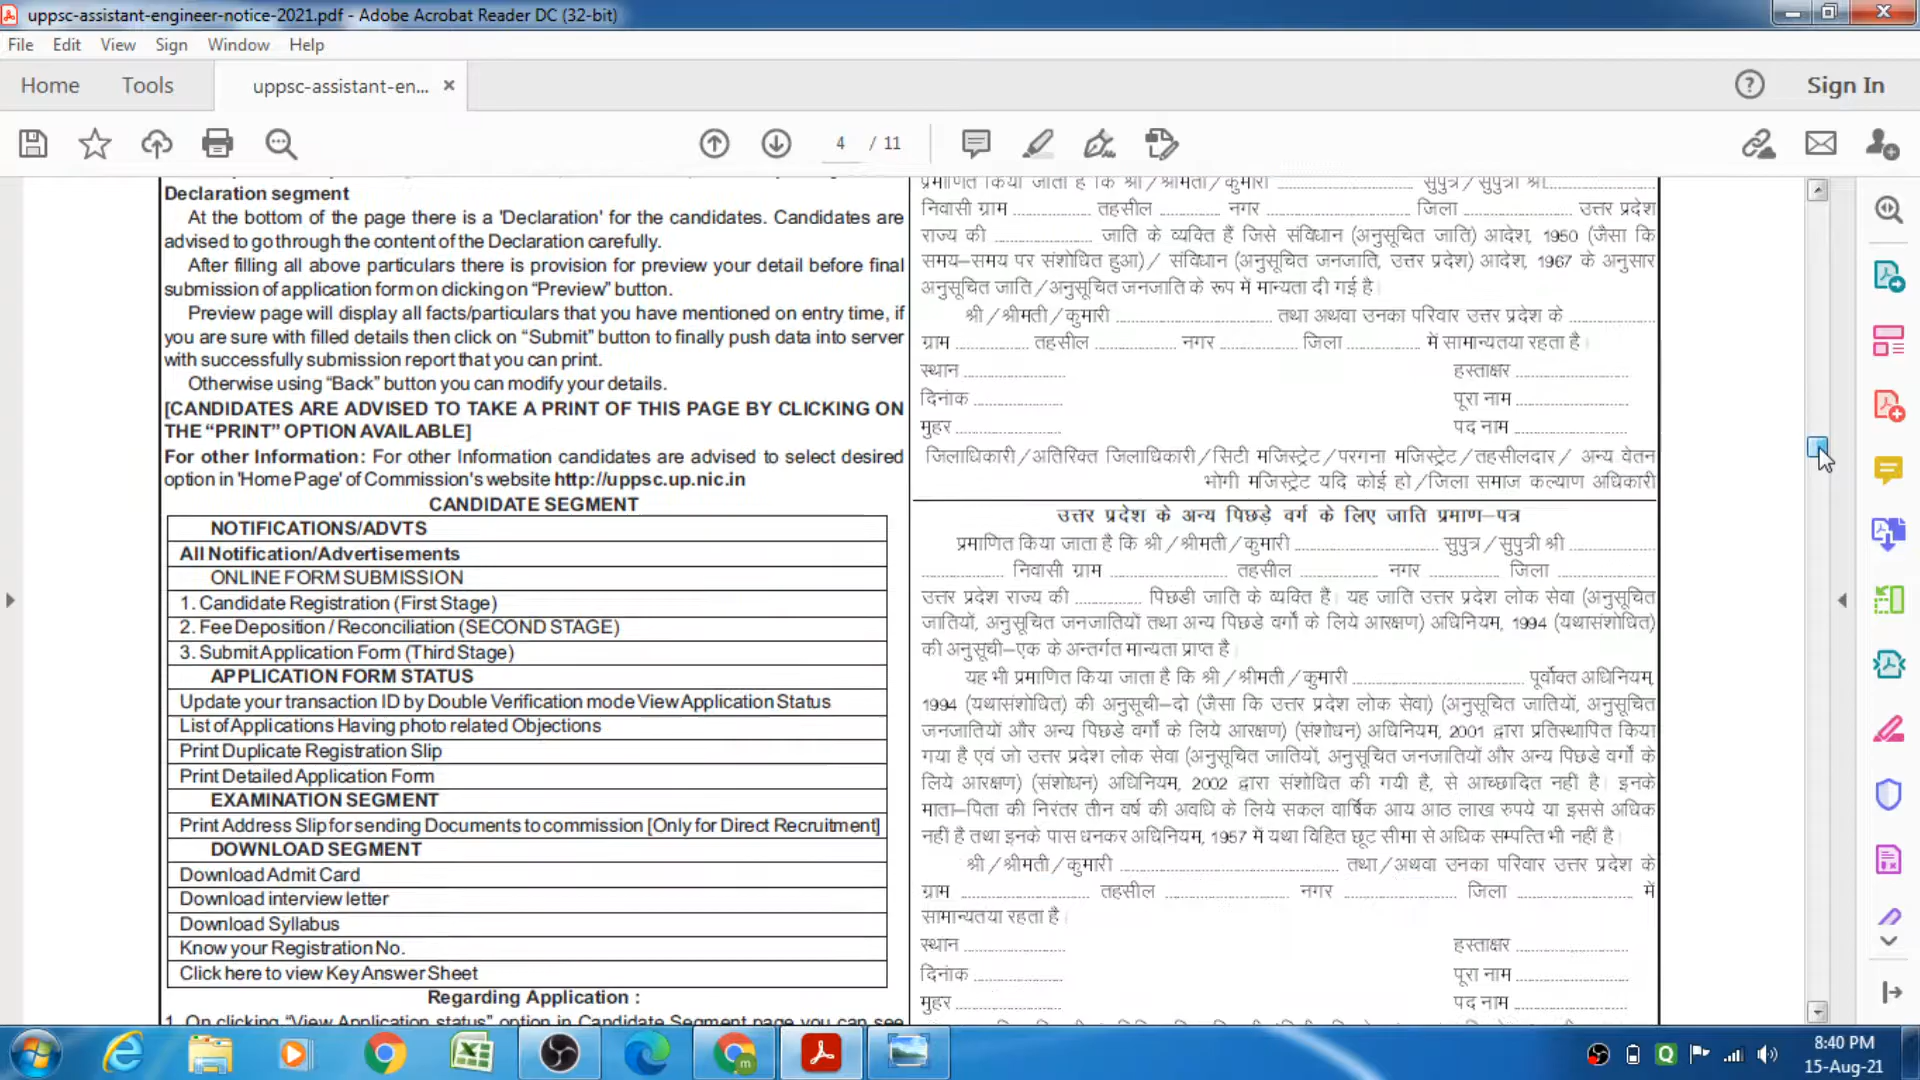 uppsc-assistant-engineer-notice-2021.pdf - Adobe Acrobat Reader DC (32-bit)
File Edit View Sign Window Help
Home Tools uppsc-assistant-en... × Sign In
4 / 11
Declaration segment
At the bottom of the page there is a 'Declaration' for the candidates. Candidates are
advised to go through the content of the Declaration carefully.
After filling all above particulars there is provision for preview your detail before final
submission of application form on clicking on “Preview” button.
Preview page will display all facts/particulars that you have mentioned on entry time, if
you are sure with filled details then click on “Submit” button to finally push data into server
with successfully submission report that you can print.
Otherwise using “Back” button you can modify your details.
[CANDIDATES ARE ADVISED TO TAKE A PRINT OF THIS PAGE BY CLICKING ON
THE “PRINT” OPTION AVAILABLE]
For other Information: For other Information candidates are advised to select desired
option in 'Home Page' of Commission's website http://uppsc.up.nic.in
CANDIDATE SEGMENT
NOTIFICATIONS/ADVTS
All Notification/Advertisements
ONLINE FORM SUBMISSION
1. Candidate Registration (First Stage)
2. Fee Deposition / Reconciliation (SECOND STAGE)
3. Submit Application Form (Third Stage)
APPLICATION FORM STATUS
Update your transaction ID by Double Verification mode View Application Status
List of Applications Having photo related Objections
Print Duplicate Registration Slip
Print Detailed Application Form
EXAMINATION SEGMENT
Print Address Slip for sending Documents to commission [Only for Direct Recruitment]
DOWNLOAD SEGMENT
Download Admit Card
Download interview letter
Download Syllabus
Know your Registration No.
Click here to view Key Answer Sheet
Regarding Application :
1. On clicking “View Application status” option in Candidate Segment page you can see
प्रमाणित किया जाता है कि श्री/श्रीमती/कुमारी ........ सुपुत्र/सुपुत्री श्री........
निवासी ग्राम ........ तहसील ........ नगर ........ जिला ........ उत्तर प्रदेश
राज्य की ........ जाति के व्यक्ति हैं जिसे संविधान (अनुसूचित जाति) आदेश, 1950 (जैसा कि
समय–समय पर संशोधित हुआ)/ संविधान (अनुसूचित जनजाति, उत्तर प्रदेश) आदेश, 1967 के अनुसार
अनुसूचित जाति/अनुसूचित जनजाति के रूप में मान्यता दी गई है।
श्री/श्रीमती/कुमारी ........ तथा अथवा उनका परिवार उत्तर प्रदेश के ........
ग्राम ........ तहसील ........ नगर ........ जिला ........ में सामान्यतया रहता है।
स्थान ........ हस्ताक्षर ........
दिनांक ........ पूरा नाम ........
मुहर ........ पद नाम ........
जिलाधिकारी/अतिरिक्त जिलाधिकारी/सिटी मजिस्ट्रेट/परगना मजिस्ट्रेट/तहसीलदार/ अन्य वेतन
भोगी मजिस्ट्रेट यदि कोई हो/जिला समाज कल्याण अधिकारी
उत्तर प्रदेश के अन्य पिछड़े वर्ग के लिए जाति प्रमाण–पत्र
प्रमाणित किया जाता है कि श्री/श्रीमती/कुमारी ........ सुपुत्र/सुपुत्री श्री ........
........ निवासी ग्राम ........ तहसील ........ नगर ........ जिला ........
उत्तर प्रदेश राज्य की ........ पिछडी जाति के व्यक्ति हैं। यह जाति उत्तर प्रदेश लोक सेवा (अनुसूचित
जातियों, अनुसूचित जनजातियों तथा अन्य पिछडे वर्गो के लिये आरक्षण) अधिनियम, 1994 (यथासंशोधित)
की अनुसूची–एक के अन्तर्गत मान्यता प्राप्त है।
यह भी प्रमाणित किया जाता है कि श्री/श्रीमती/कुमारी ........ पूर्वोक्त अधिनियम,
1994 (यथासंशोधित) की अनुसूची–दो (जैसा कि उत्तर प्रदेश लोक सेवा) (अनुसूचित जातियों, अनुसूचित
जनजातियों और अन्य पिछडे वर्गो के लिये आरक्षण) (संशोधन) अधिनियम, 2001 द्वारा प्रतिस्थापित किया
गया है एवं जो उत्तर प्रदेश लोक सेवा (अनुसूचित जातियों, अनुसूचित जनजातियों और अन्य पिछडे वर्गो के
लिये आरक्षण) (संशोधन) अधिनियम, 2002 द्वारा संशोधित की गयी है, से आच्छादित नहीं है। इनके
माता–पिता की निरंतर तीन वर्ष की अवधि के लिये सकल वार्षिक आय आठ लाख रुपये या इससे अधिक
नहीं है तथा इनके पास धनकर अधिनियम, 1957 में यथा विहित छूट सीमा से अधिक सम्पत्ति भी नहीं है।
श्री/श्रीमती/कुमारी ........ तथा/अथवा उनका परिवार उत्तर प्रदेश के
ग्राम ........ तहसील ........ नगर ........ जिला ........ में
सामान्यतया रहता है।
स्थान ........ हस्ताक्षर ........
दिनांक ........ पूरा नाम ........
मुहर ........ पद नाम ........
8:40 PM
15-Aug-21